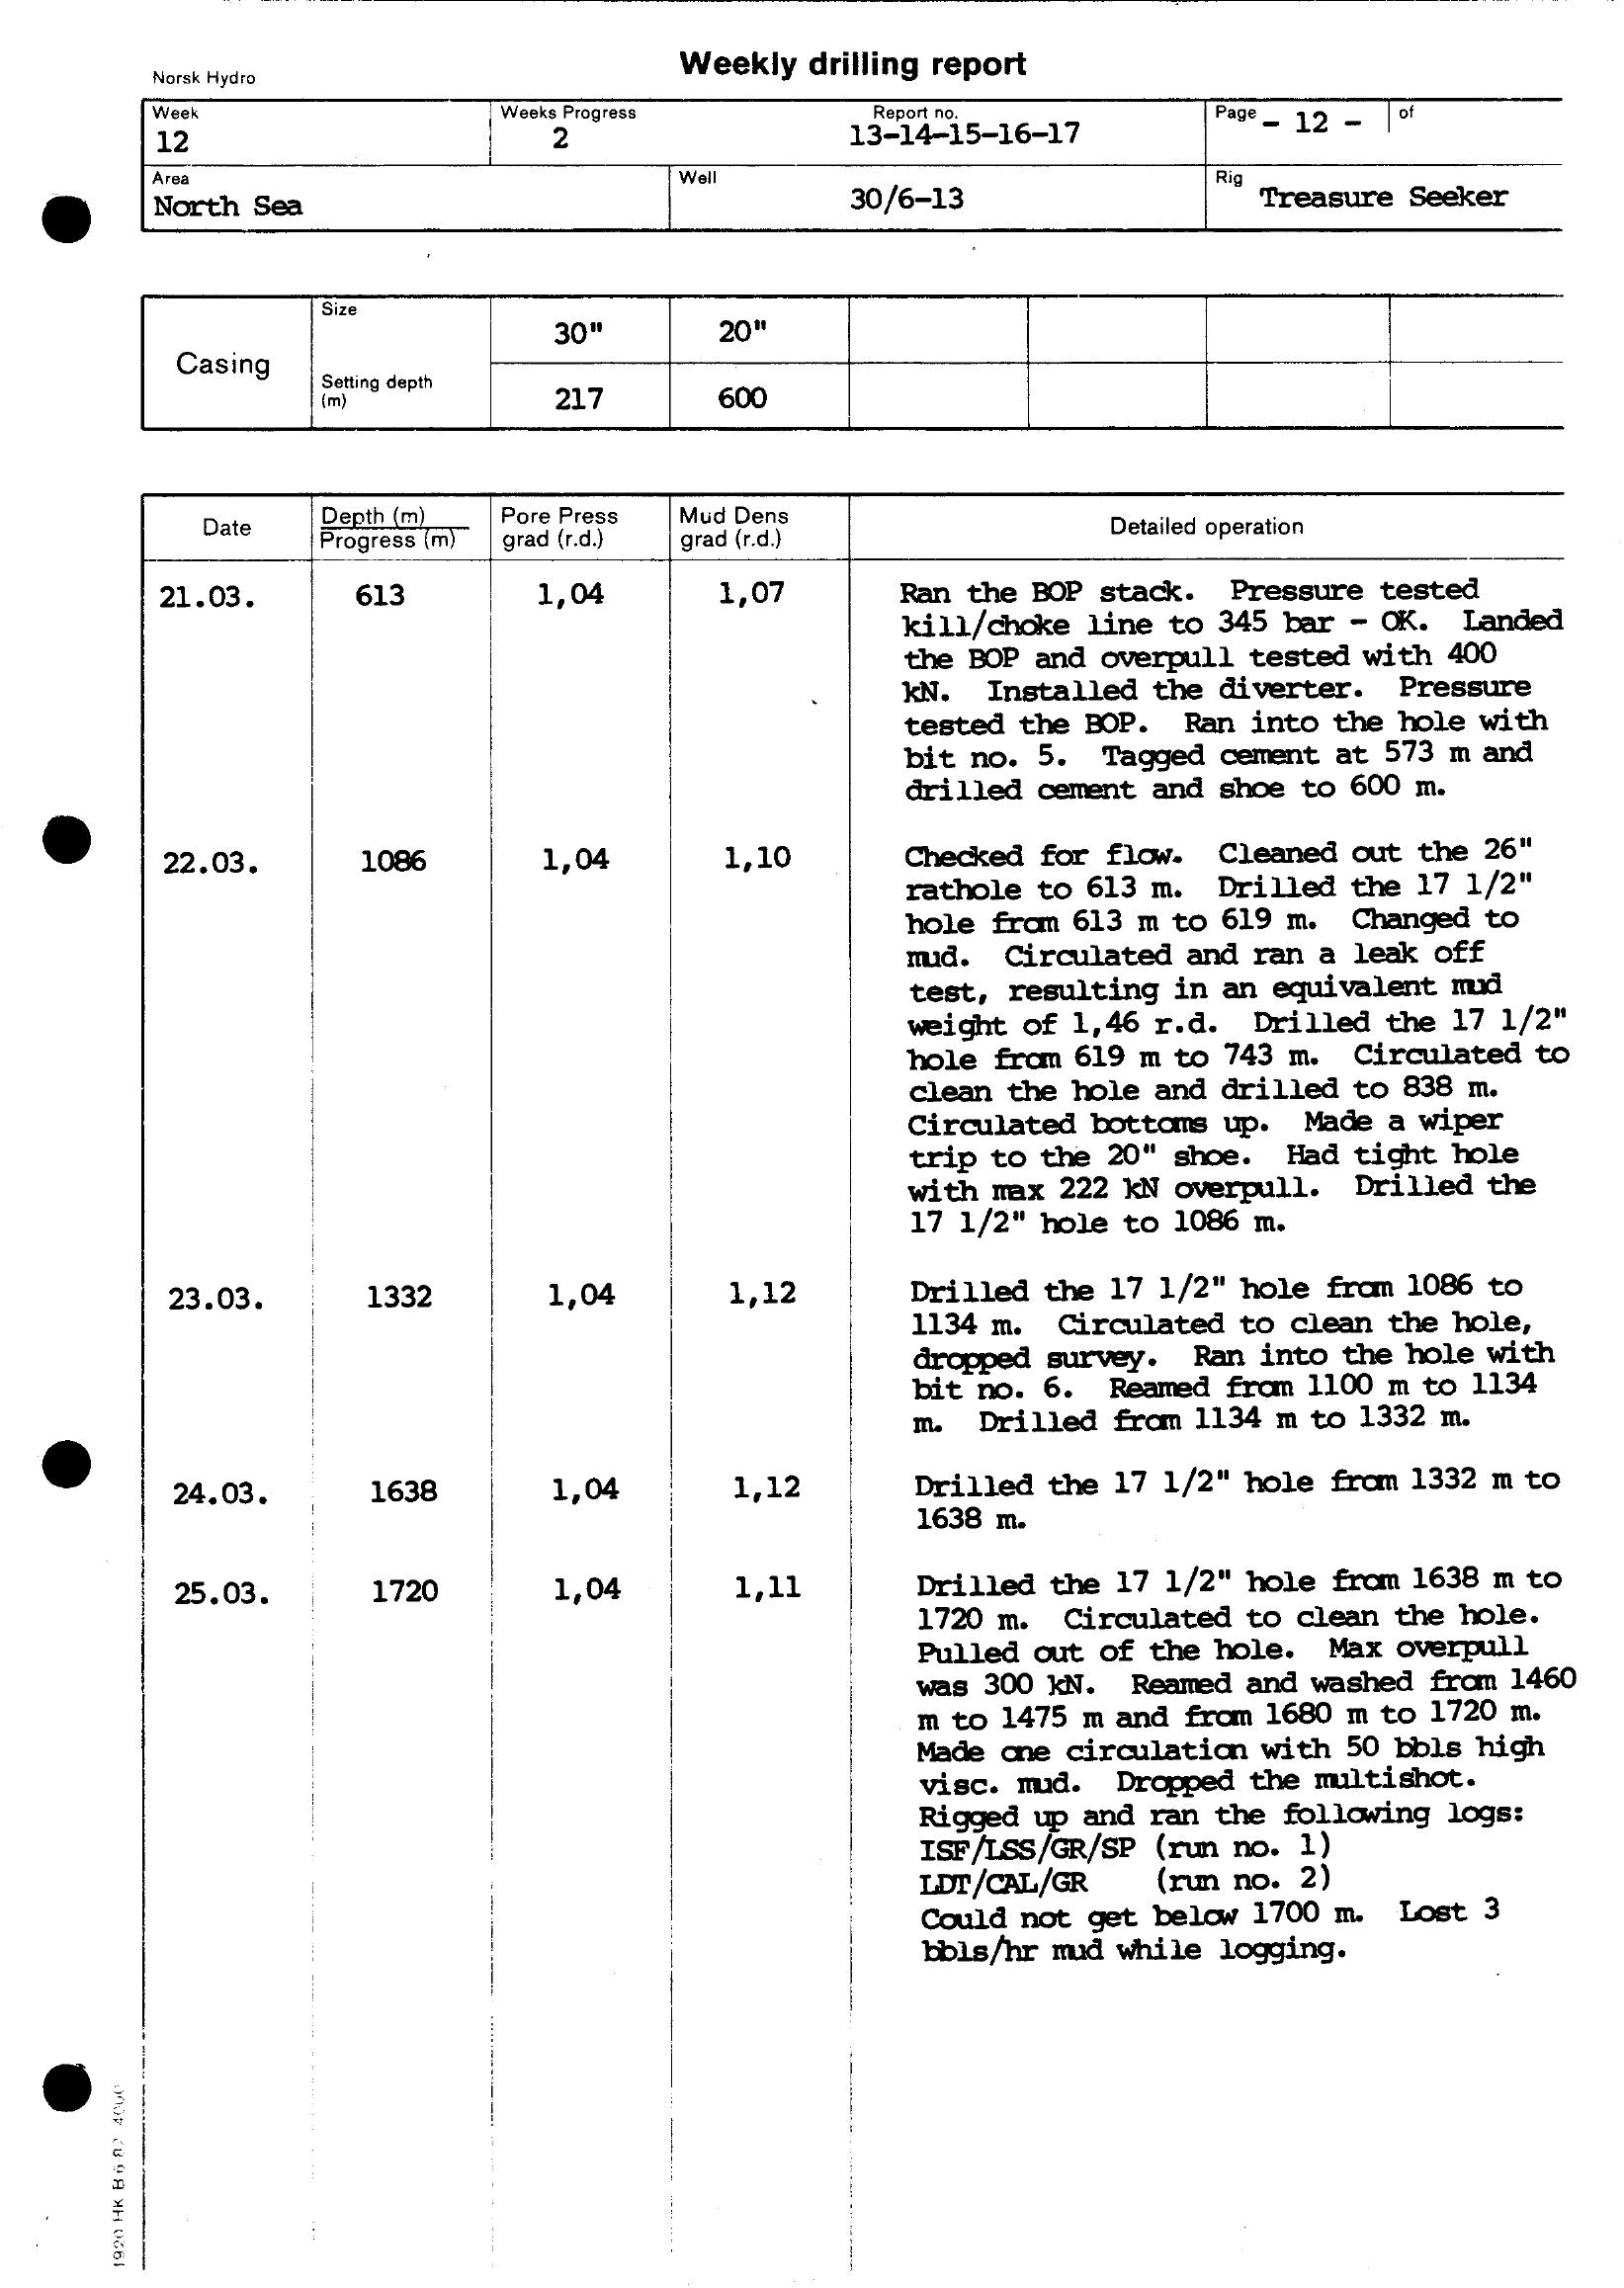 Weekly drilling report
Norsk Hydro
Week Weeks Progress Report no. Page - 12 - of
12 2 13-14-15-16-17
Area Well Rig
North Sea 30/6-13 Treasure Seeker
Size
30" 20"
Casing
Setting depth
(m)
217 600
Date Depth (m) Pore Press Mud Dens Detailed operation
Progress (m) grad (r.d.) grad (r.d.)
21.03. 613 1,04 1,07 Ran the BOP stack. Pressure tested
kill/choke line to 345 bar - OK. Landed
the BOP and overpull tested with 400
kN. Installed the diverter. Pressure
tested the BOP. Ran into the hole with
bit no. 5. Tagged cement at 573 m and
drilled cement and shoe to 600 m.
22.03. 1086 1,04 1,10 Checked for flow. Cleaned out the 26"
rathole to 613 m. Drilled the 17 1/2"
hole from 613 m to 619 m. Changed to
mud. Circulated and ran a leak off
test, resulting in an equivalent mud
weight of 1,46 r.d. Drilled the 17 1/2"
hole from 619 m to 743 m. Circulated to
clean the hole and drilled to 838 m.
Circulated bottoms up. Made a wiper
trip to the 20" shoe. Had tight hole
with max 222 kN overpull. Drilled the
17 1/2" hole to 1086 m.
23.03. 1332 1,04 1,12 Drilled the 17 1/2" hole from 1086 to
1134 m. Circulated to clean the hole,
dropped survey. Ran into the hole with
bit no. 6. Reamed from 1100 m to 1134
m. Drilled from 1134 m to 1332 m.
24.03. 1638 1,04 1,12 Drilled the 17 1/2" hole from 1332 m to
1638 m.
25.03. 1720 1,04 1,11 Drilled the 17 1/2" hole from 1638 m to
1720 m. Circulated to clean the hole.
Pulled out of the hole. Max overpull
was 300 kN. Reamed and washed from 1460
m to 1475 m and from 1680 m to 1720 m.
Made one circulation with 50 bbls high
visc. mud. Dropped the multishot.
Rigged up and ran the following logs:
ISF/LSS/GR/SP (run no. 1)
LDT/CAL/GR (run no. 2)
Could not get below 1700 m. Lost 3
bbls/hr mud while logging.
1920 HK B 6 82